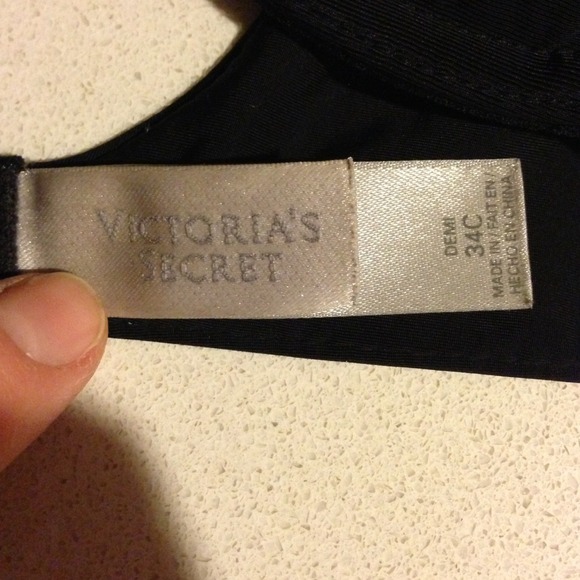 VICTORIA'S
SECRET
DEMI
34C
MADE IN / FAIT EN /
HECHO EN CHINA